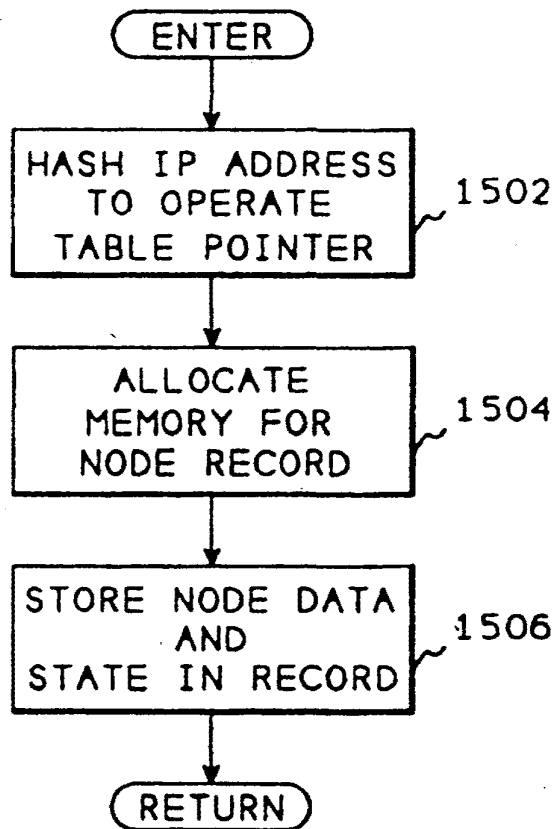 ENTER
HASH IP ADDRESS
TO OPERATE
TABLE POINTER
1502
ALLOCATE
MEMORY FOR
NODE RECORD
1504
STORE NODE DATA
AND
STATE IN RECORD
1506
RETURN